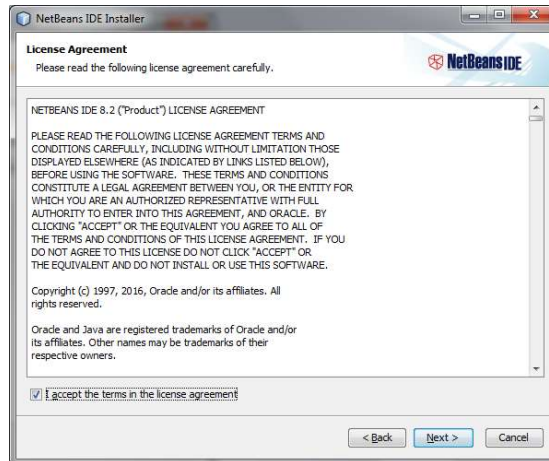 NetBeans IDE Installer
License Agreement
Please read the following license agreement carefully.
NetBeans IDE
NETBEANS IDE 8.2 ("Product") LICENSE AGREEMENT
PLEASE READ THE FOLLOWING LICENSE AGREEMENT TERMS AND
CONDITIONS CAREFULLY, INCLUDING WITHOUT LIMITATION THOSE
DISPLAYED ELSEWHERE (AS INDICATED BY LINKS LISTED BELOW),
BEFORE USING THE SOFTWARE.  THESE TERMS AND CONDITIONS
CONSTITUTE A LEGAL AGREEMENT BETWEEN YOU, OR THE ENTITY FOR
WHICH YOU ARE AN AUTHORIZED REPRESENTATIVE WITH FULL
AUTHORITY TO ENTER INTO THIS AGREEMENT, AND ORACLE.  BY
CLICKING "ACCEPT" OR THE EQUIVALENT YOU AGREE TO ALL OF
THE TERMS AND CONDITIONS OF THIS LICENSE AGREEMENT.  IF YOU
DO NOT AGREE TO THIS LICENSE DO NOT CLICK "ACCEPT" OR
THE EQUIVALENT AND DO NOT INSTALL OR USE THIS SOFTWARE.
Copyright (c) 1997, 2016, Oracle and/or its affiliates. All
rights reserved.
Oracle and Java are registered trademarks of Oracle and/or
its affiliates. Other names may be trademarks of their
respective owners.
I accept the terms in the license agreement
< Back
Next >
Cancel